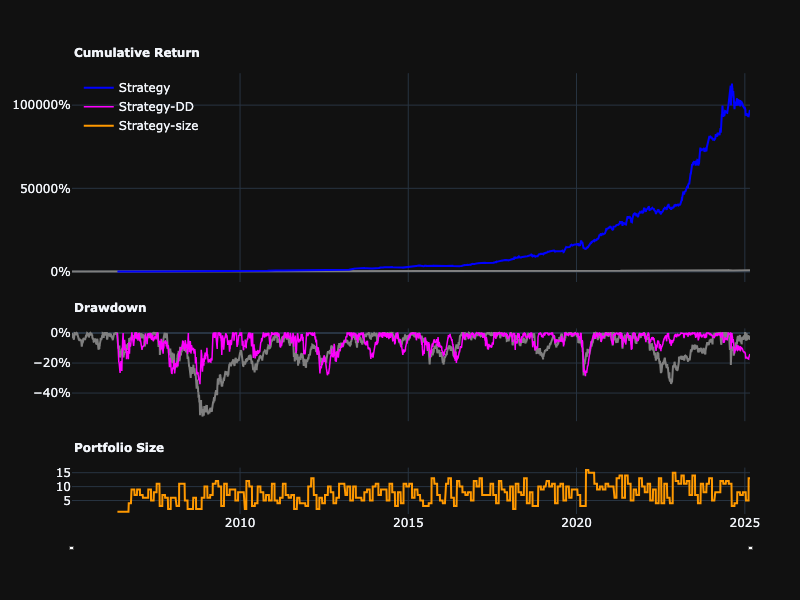 Cumulative Return
Strategy
Strategy-DD
Strategy-size
100000%
50000%
0%
Drawdown
0%
−20%
−40%
Portfolio Size
15
10
5
2010
2015
2020
2025